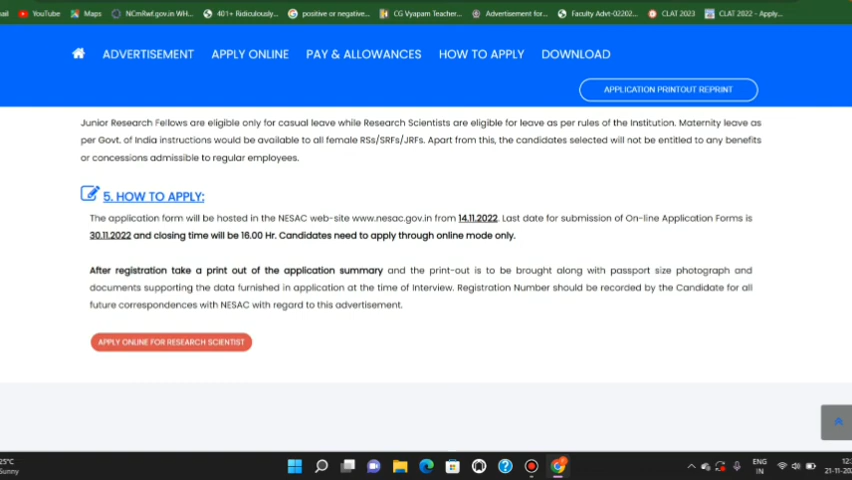 YouTube Maps NCmRwf.gov.in WH... 401+ Ridiculously... positive or negative... CG Vyapam Teacher... Advertisement for... Faculty Advt-02202... CLAT 2023 CLAT 2022 - Apply...
ADVERTISEMENT APPLY ONLINE PAY & ALLOWANCES HOW TO APPLY DOWNLOAD
APPLICATION PRINTOUT REPRINT
Junior Research Fellows are eligible only for casual leave while Research Scientists are eligible for leave as per rules of the Institution. Maternity leave as
per Govt. of India instructions would be available to all female RSs/SRFs/JRFs. Apart from this, the candidates selected will not be entitled to any benefits
or concessions admissible to regular employees.
5. HOW TO APPLY:
The application form will be hosted in the NESAC web-site www.nesac.gov.in from 14.11.2022. Last date for submission of On-line Application Forms is
30.11.2022 and closing time will be 16.00 Hr. Candidates need to apply through online mode only.
After registration take a print out of the application summary and the print-out is to be brought along with passport size photograph and
documents supporting the data furnished in application at the time of Interview. Registration Number should be recorded by the Candidate for all
future correspondences with NESAC with regard to this advertisement.
APPLY ONLINE FOR RESEARCH SCIENTIST
25°C
Sunny
ENG
IN
12:
21-11-202